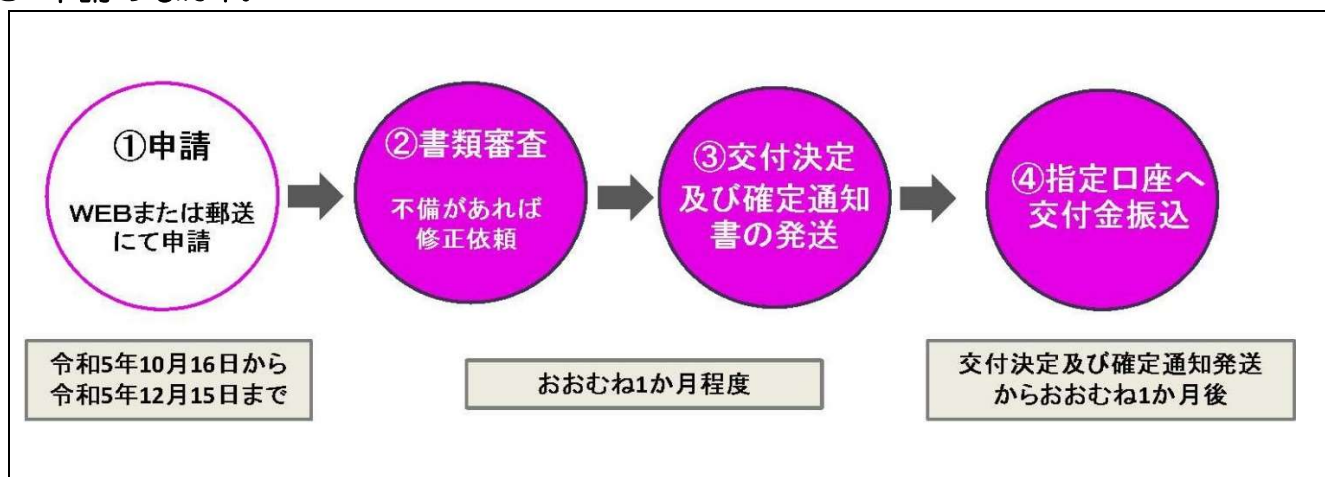 ①申請
WEBまたは郵送
にて申請
②書類審査
不備があれば
修正依頼
③交付決定
及び確定通知
書の発送
④指定口座へ
交付金振込
令和5年10月16日から
令和5年12月15日まで
おおむね1か月程度
交付決定及び確定通知発送
からおおむね1か月後